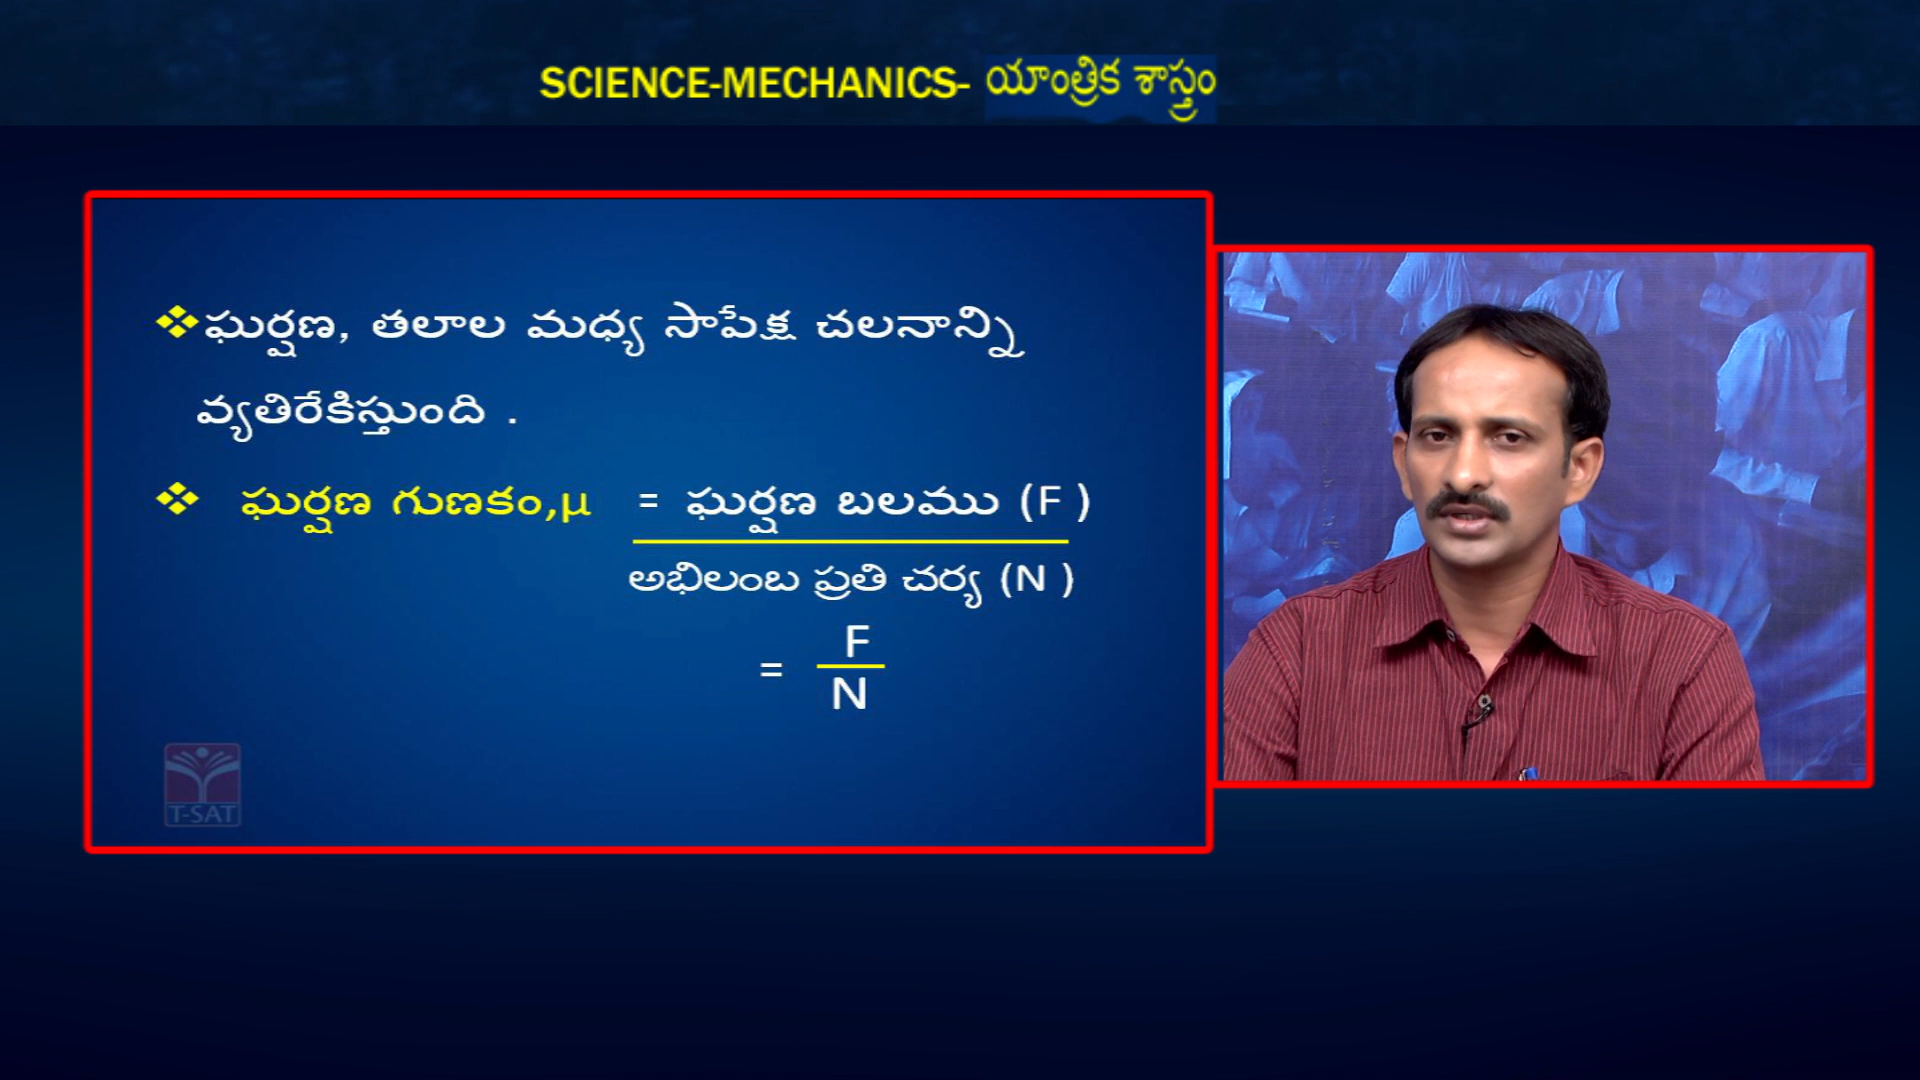 SCIENCE-MECHANICS- యాంత్రిక శాస్త్రం
❖ఘర్షణ, తలాల మధ్య సాపేక్ష చలనాన్ని
వ్యతిరేకిస్తుంది .
❖ ఘర్షణ గుణకం,μ = ఘర్షణ బలము (F )
అభిలంబ ప్రతి చర్య (N )
= F
N
T-SAT